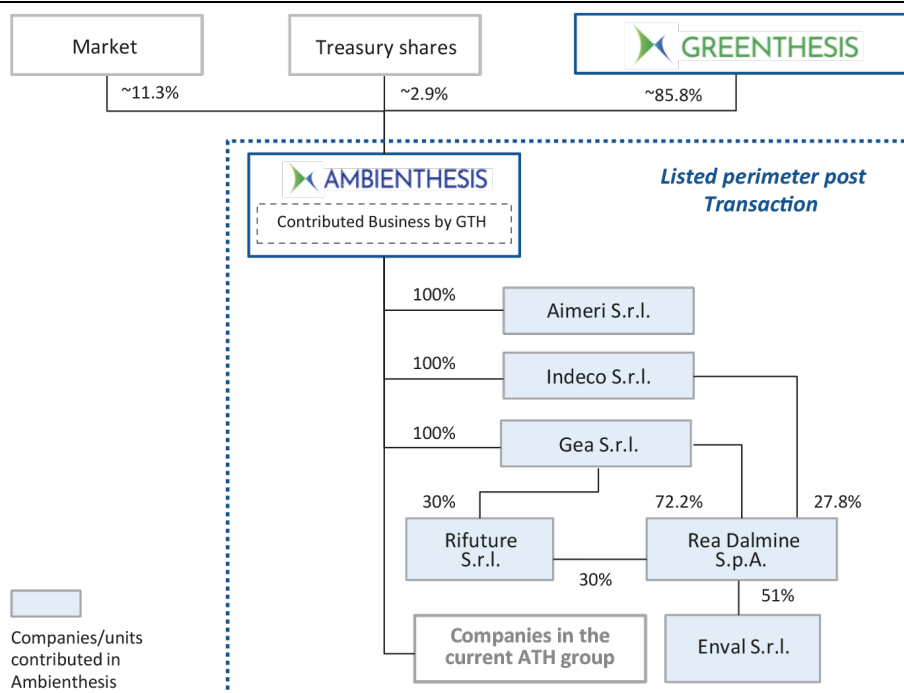 Market
Treasury shares
GREENTHESIS
~11.3%
~2.9%
~85.8%
AMBIENTHESIS
Contributed Business by GTH
Listed perimeter post
Transaction
100%
Aimeri S.r.l.
100%
Indeco S.r.l.
100%
Gea S.r.l.
30%
72.2%
27.8%
Rifuture
S.r.l.
Rea Dalmine
S.p.A.
30%
51%
Companies in the
current ATH group
Enval S.r.l.
Companies/units
contributed in
Ambienthesis